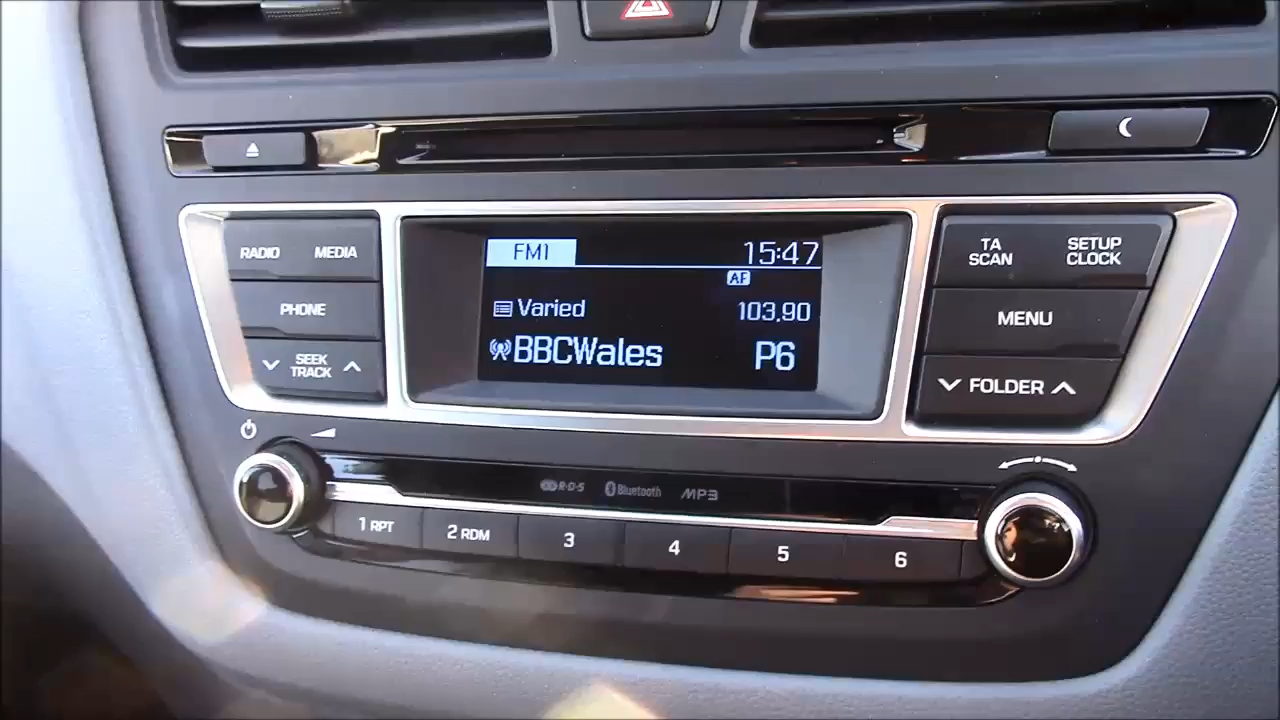 RADIO MEDIA
PHONE
SEEK
TRACK
FM1 15:47
AF
Varied 103.90
BBCWales P6
TA
SCAN
SETUP
CLOCK
MENU
FOLDER
R·D·S Bluetooth MP3
1 RPT 2 RDM 3 4 5 6